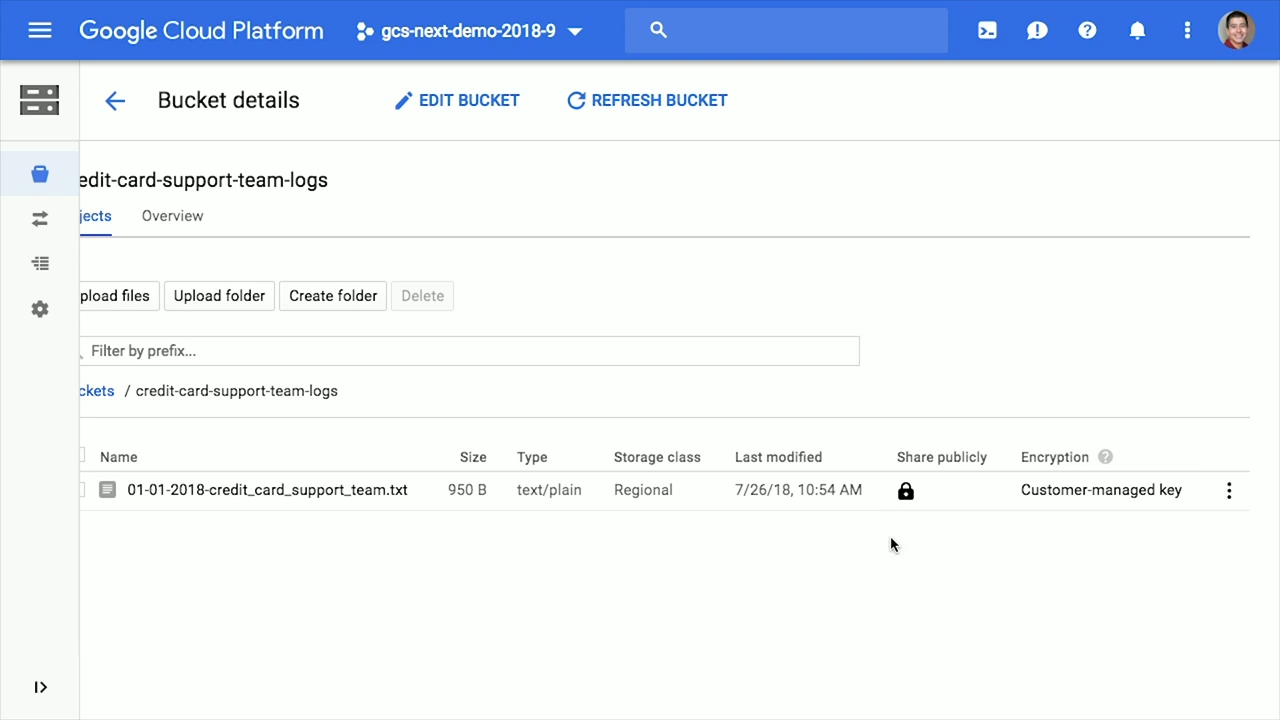 Google Cloud Platform gcs-next-demo-2018-9
Bucket details EDIT BUCKET REFRESH BUCKET
edit-card-support-team-logs
jects Overview
pload files Upload folder Create folder Delete
Filter by prefix...
ckets / credit-card-support-team-logs
Name Size Type Storage class Last modified Share publicly Encryption ?
01-01-2018-credit_card_support_team.txt 950 B text/plain Regional 7/26/18, 10:54 AM Customer-managed key